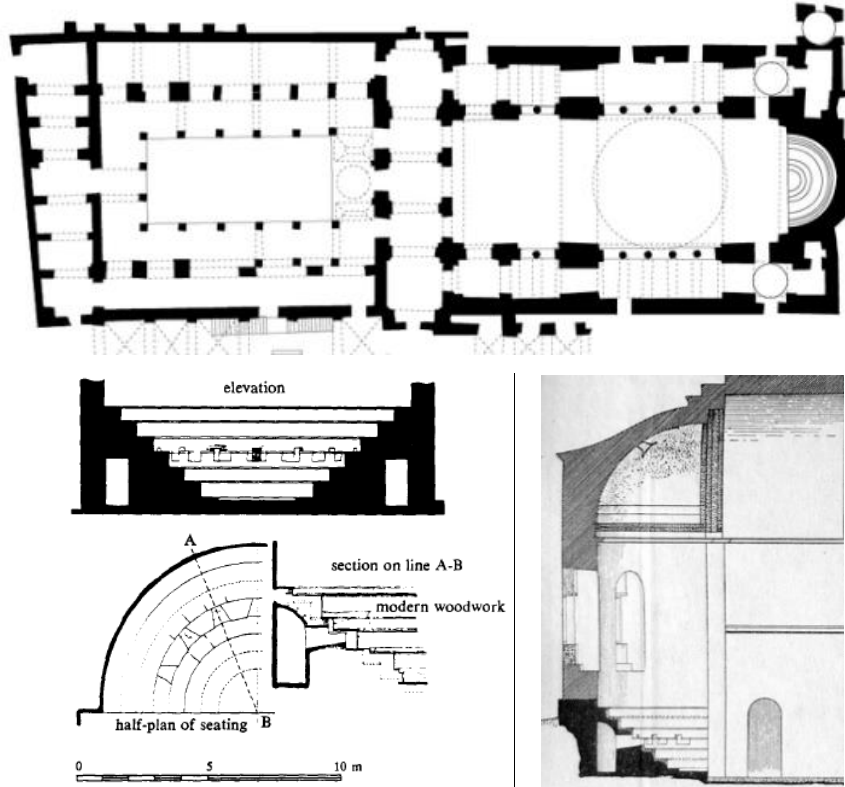 elevation
A
section on line A-B
modern woodwork
half-plan of seating
B
0 5 10 m